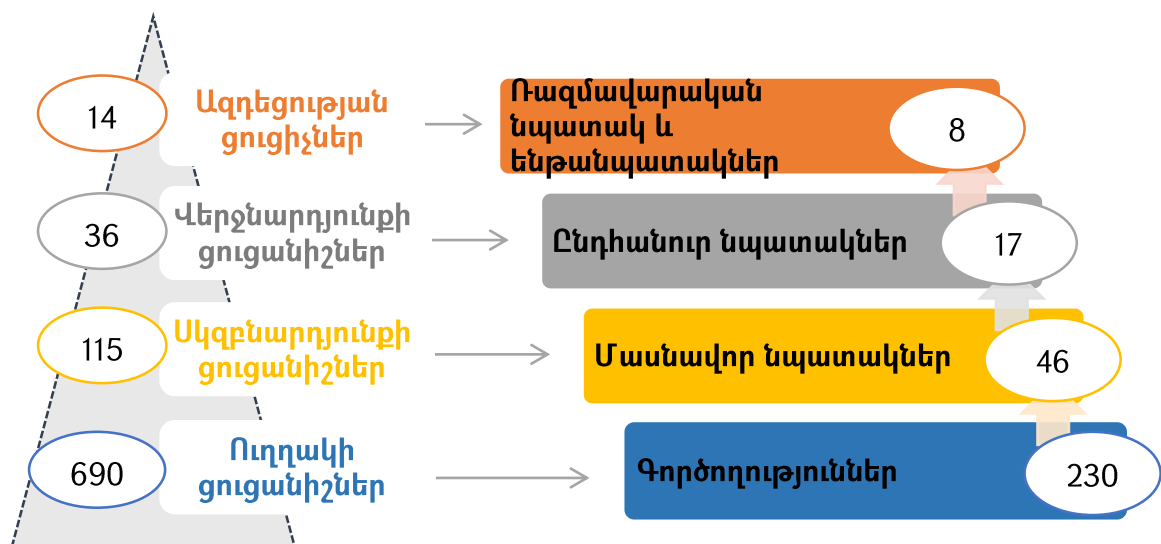 14
Ազդեցության
ցուցիչներ
Ռազմավարական
նպատակ և
ենթանպատակներ
8
36
Վերջնարդյունքի
ցուցանիշներ
Ընդհանուր նպատակներ
17
115
Սկզբնարդյունքի
ցուցանիշներ
Մասնավոր նպատակներ
46
690
Ուղղակի
ցուցանիշներ
Գործողություններ
230